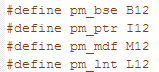 #define pm_bse B12
#define pm_ptr I12
#define pm_mdf M12
#define pm_lnt L12